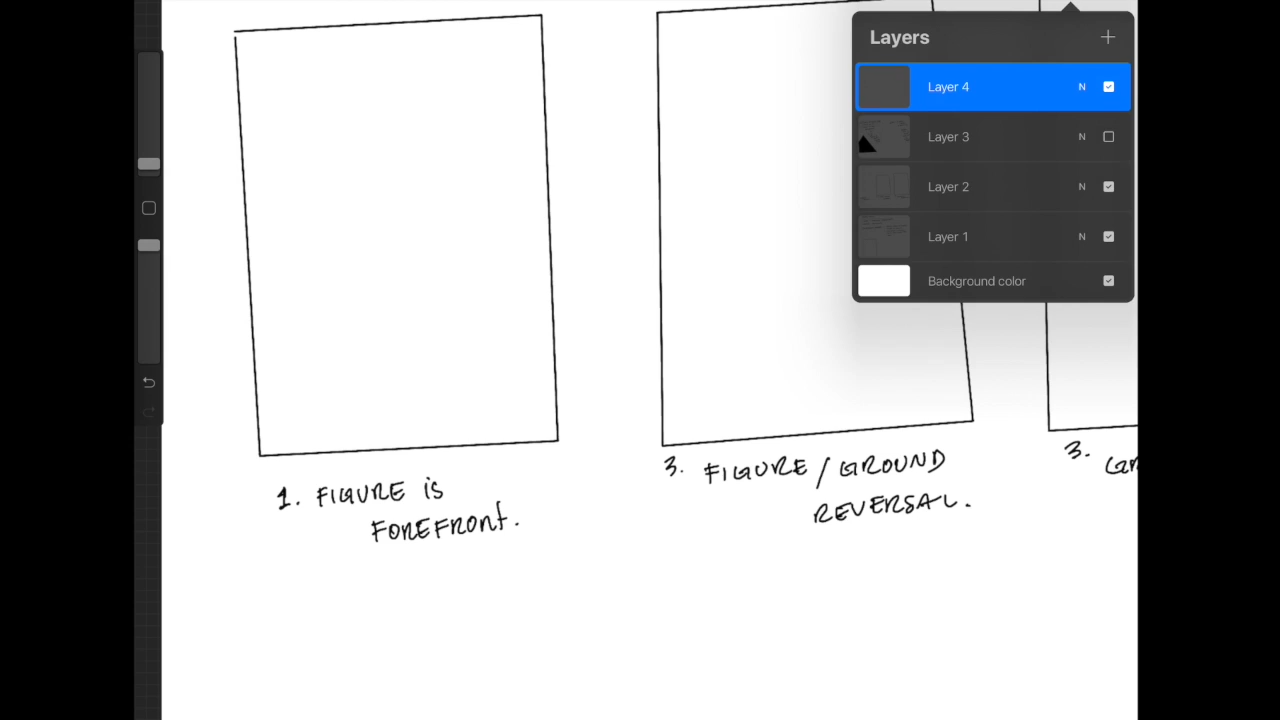 Layers
Layer 4 N
Layer 3 N
Layer 2 N
Layer 1 N
Background color
1. FIGURE is
FOREFRONT.
3. FIGURE / GROUND
REVERSAL.
3.